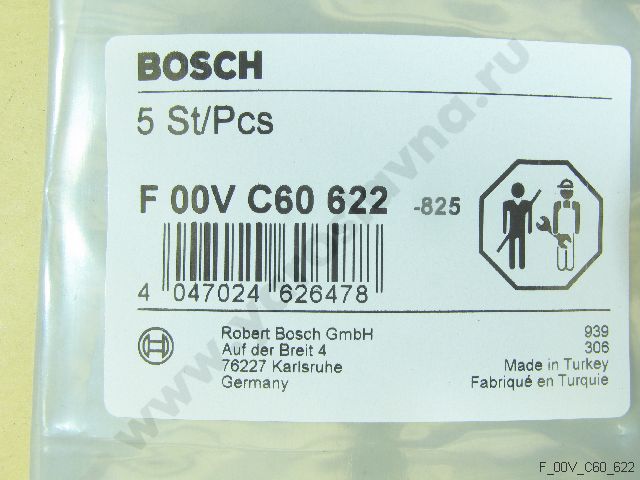 BOSCH
5 St/Pcs
F 00V C60 622 -825
4 047024 626478
Robert Bosch GmbH
Auf der Breit 4
76227 Karlsruhe
Germany
939
306
Made in Turkey
Fabriqué en Turquie
F_00V_C60_622